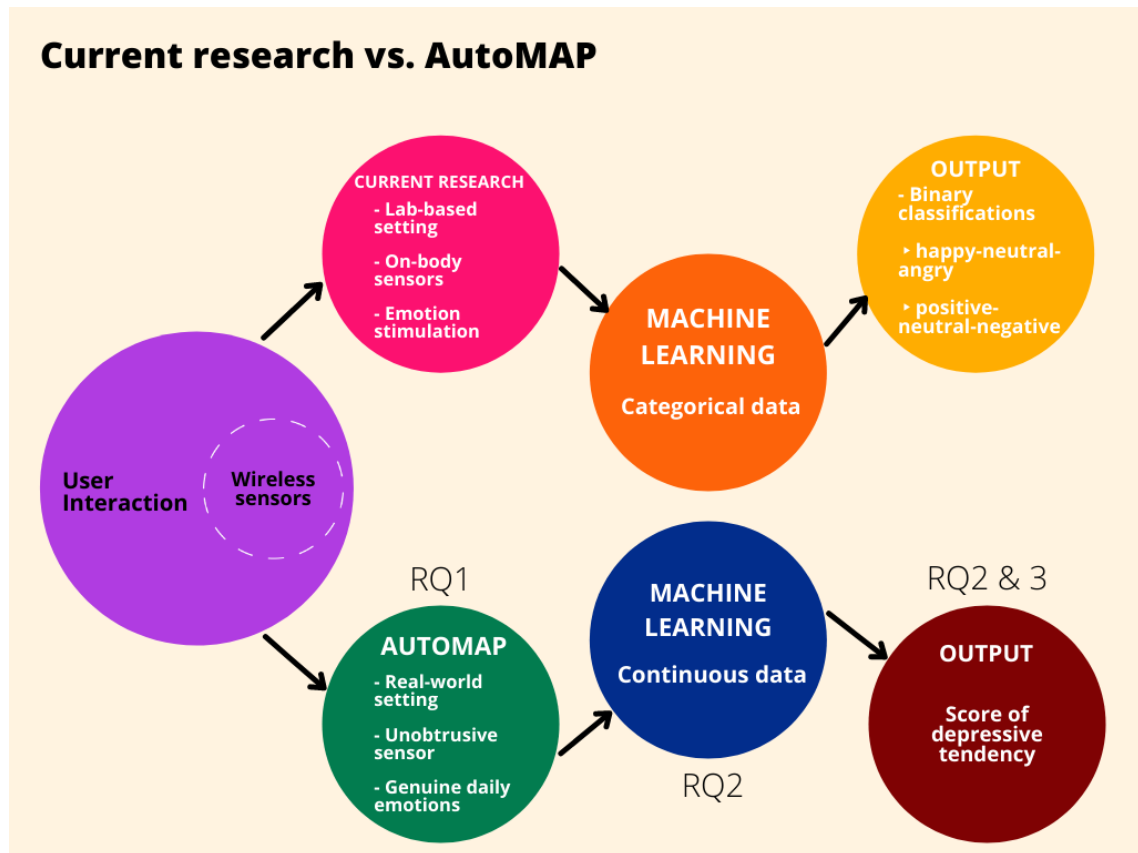 Current research vs. AutoMAP
CURRENT RESEARCH
- Lab-based
setting
- On-body
sensors
- Emotion
stimulation
MACHINE
LEARNING
Categorical data
OUTPUT
- Binary
classifications
‣ happy-neutral-
angry
‣ positive-
neutral-negative
User
Interaction
Wireless
sensors
RQ1
AUTOMAP
- Real-world
setting
- Unobtrusive
sensor
- Genuine daily
emotions
MACHINE
LEARNING
Continuous data
RQ2
RQ2 & 3
OUTPUT
Score of
depressive
tendency